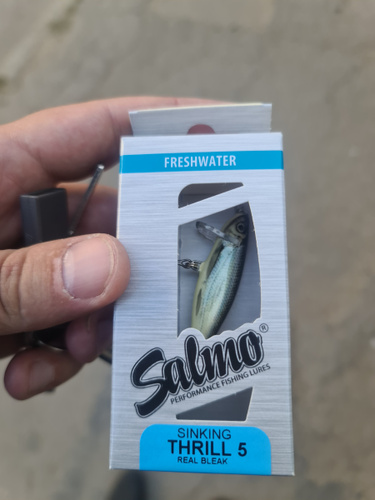 FRESHWATER
Salmo®
PERFORMANCE FISHING LURES
SINKING
THRILL 5
REAL BLEAK